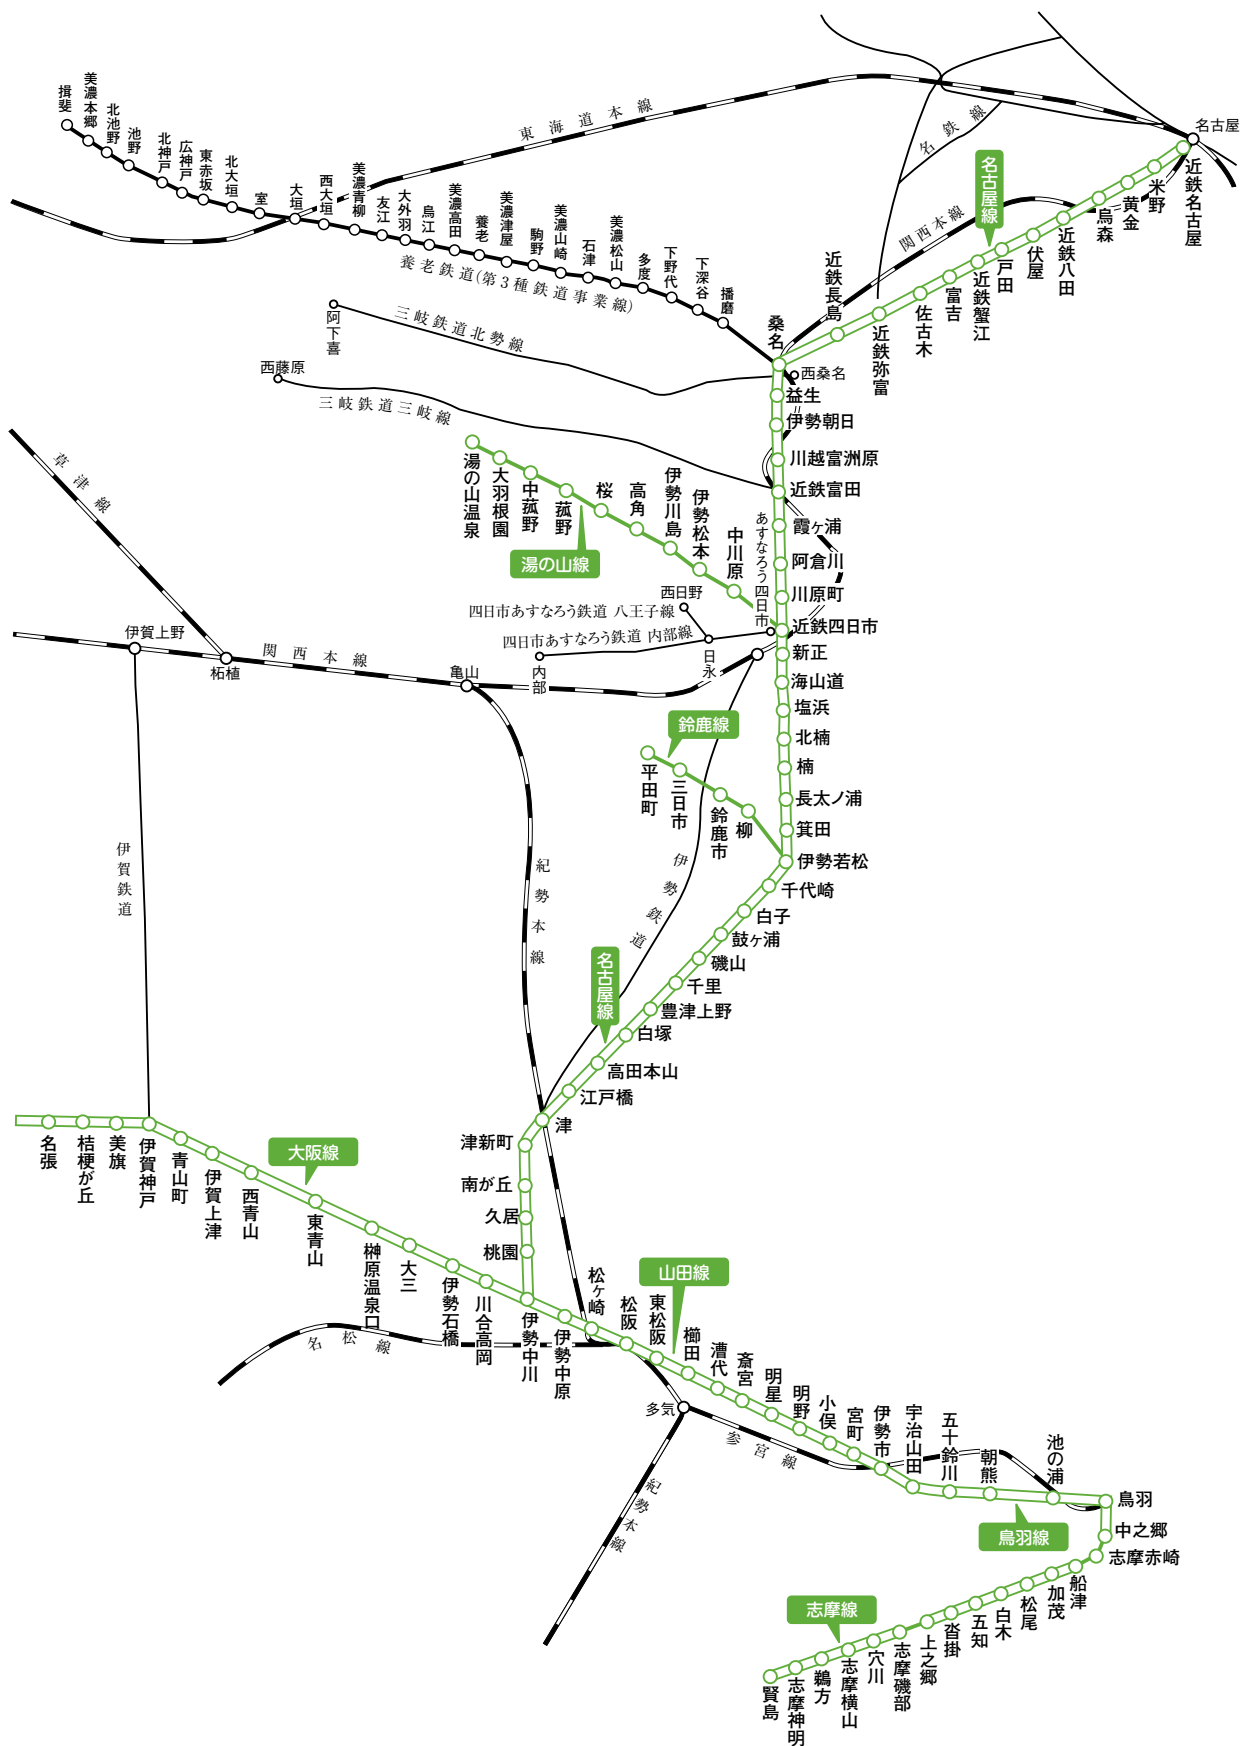 揖斐
美濃本郷
北池野
池野
北神戸
広神戸
東赤坂
北大垣
室
大垣
西大垣
美濃青柳
友江
大外羽
烏江
美濃高田
養老
美濃津屋
駒野
美濃山崎
石津
美濃松山
多度
下野代
下深谷
播磨
桑名
養老鉄道(第3種鉄道事業線)
東海道本線
名鉄線
関西本線
名古屋
名古屋線
近鉄名古屋
米野
黄金
烏森
近鉄八田
伏屋
戸田
近鉄蟹江
富吉
佐古木
近鉄弥富
近鉄長島
阿下喜
三岐鉄道北勢線
西桑名
西藤原
三岐鉄道三岐線
益生
伊勢朝日
川越富洲原
近鉄富田
霞ヶ浦
阿倉川
川原町
近鉄四日市
新正
海山道
塩浜
北楠
楠
長太ノ浦
箕田
伊勢若松
千代崎
白子
鼓ヶ浦
磯山
千里
豊津上野
白塚
高田本山
江戸橋
津
津新町
南が丘
久居
桃園
湯の山温泉
大羽根園
中菰野
菰野
桜
高角
伊勢川島
伊勢松本
中川原
湯の山線
あすなろう四日市
西日野
四日市あすなろう鉄道 八王子線
四日市あすなろう鉄道 内部線
内部
日永
草津線
伊賀上野
柘植
関西本線
亀山
鈴鹿線
平田町
三日市
鈴鹿市
柳
伊賀鉄道
紀勢本線
伊勢鉄道
名古屋線
大阪線
名張
桔梗が丘
美旗
伊賀神戸
青山町
伊賀上津
西青山
東青山
榊原温泉口
大三
伊勢石橋
川合高岡
伊勢中川
伊勢中原
松ヶ崎
松阪
東松阪
櫛田
漕代
斎宮
明星
明野
小俣
宮町
伊勢市
宇治山田
五十鈴川
朝熊
池の浦
鳥羽
山田線
名松線
多気
参宮線
紀勢本線
鳥羽線
中之郷
志摩赤崎
船津
加茂
松尾
白木
五知
沓掛
上之郷
志摩磯部
穴川
志摩横山
鵜方
志摩神明
賢島
志摩線